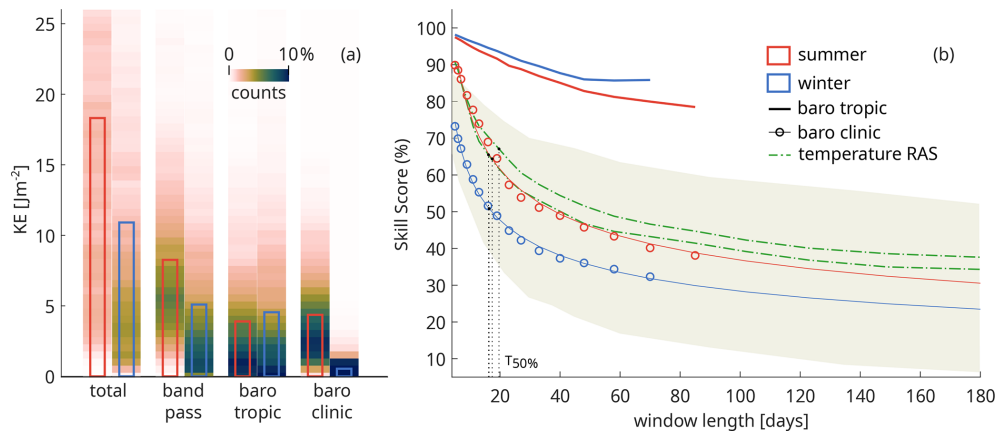 25
20
15
10
5
0
KE [Jm-2]
0 10 % (a)
counts
total
band
pass
baro
tropic
baro
clinic
100
90
80
70
60
50
40
30
20
10
Skill Score (%)
(b)
summer
winter
baro tropic
baro clinic
temperature RAS
T50%
20 40 60 80 100 120 140 160 180
window length [days]